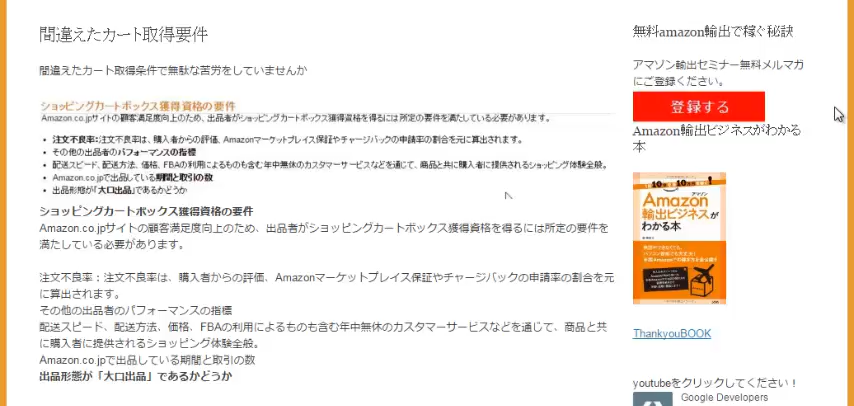 間違えたカート取得要件
間違えたカート取得条件で無駄な苦労をしていませんか
ショッピングカートボックス獲得資格の要件
Amazon.co.jpサイトの顧客満足度向上のため、出品者がショッピングカートボックス獲得資格を得るには所定の要件を満たしている必要があります。
• 注文不良率:注文不良率は、購入者からの評価、Amazonマーケットプレイス保証やチャージバックの申請率の割合を元に算出されます。
• その他の出品者のパフォーマンスの指標
• 配送スピード、配送方法、価格、FBAの利用によるものも含む年中無休のカスタマーサービスなどを通じて、商品と共に購入者に提供されるショッピング体験全般。
• Amazon.co.jpで出品している期間と取引の数
• 出品形態が「大口出品」であるかどうか
ショッピングカートボックス獲得資格の要件
Amazon.co.jpサイトの顧客満足度向上のため、出品者がショッピングカートボックス獲得資格を得るには所定の要件を
満たしている必要があります。
注文不良率：注文不良率は、購入者からの評価、Amazonマーケットプレイス保証やチャージバックの申請率の割合を元
に算出されます。
その他の出品者のパフォーマンスの指標
配送スピード、配送方法、価格、FBAの利用によるものも含む年中無休のカスタマーサービスなどを通じて、商品と共
に購入者に提供されるショッピング体験全般。
Amazon.co.jpで出品している期間と取引の数
出品形態が「大口出品」であるかどうか
無料amazon輸出で稼ぐ秘訣
アマゾン輸出セミナー無料メルマガ
にご登録ください。
登録する
Amazon輸出ビジネスがわかる
本
アマゾン
Amazon
輸出ビジネスが
わかる本
ThankyouBOOK
youtubeをクリックしてください！
Google Developers